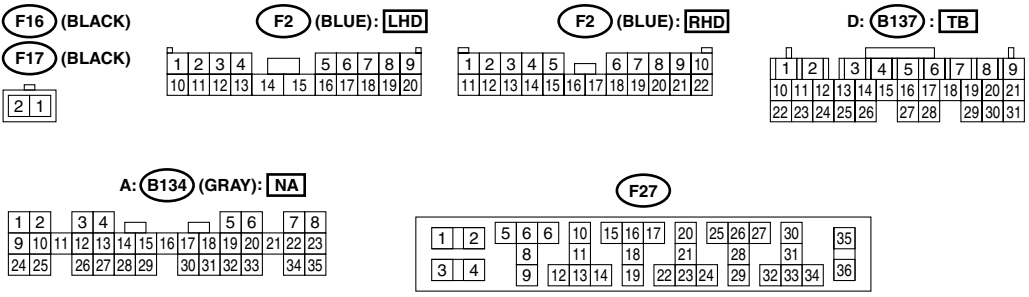 F16 (BLACK)
F17 (BLACK)
2 1
F2 (BLUE): LHD
1 2 3 4 5 6 7 8 9
10 11 12 13 14 15 16 17 18 19 20
F2 (BLUE): RHD
1 2 3 4 5 6 7 8 9 10
11 12 13 14 15 16 17 18 19 20 21 22
D: B137 : TB
1 2 3 4 5 6 7 8 9
10 11 12 13 14 15 16 17 18 19 20 21
22 23 24 25 26 27 28 29 30 31
A: B134 (GRAY): NA
1 2 3 4 5 6 7 8
9 10 11 12 13 14 15 16 17 18 19 20 21 22 23
24 25 26 27 28 29 30 31 32 33 34 35
F27
1 2 5 6 6 10 15 16 17 20 25 26 27 30 35
8 11 18 21 28 31
3 4 9 12 13 14 19 22 23 24 29 32 33 34 36